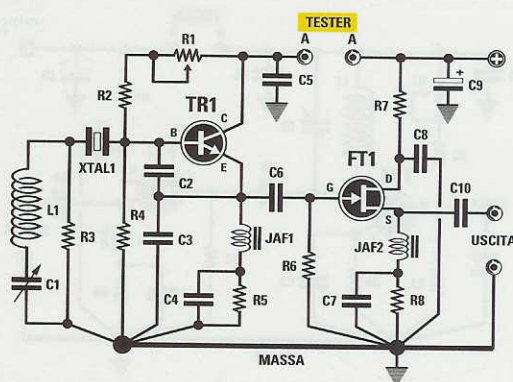 TESTER
A A
R1
C5
C9
R2
TR1
R7
C
B
E
XTAL1
C8
C6
FT1
C2
D
G
S
C10
L1
R3
R4
C3
JAF1
JAF2
USCITA
R6
C1
C4
R5
C7
R8
MASSA